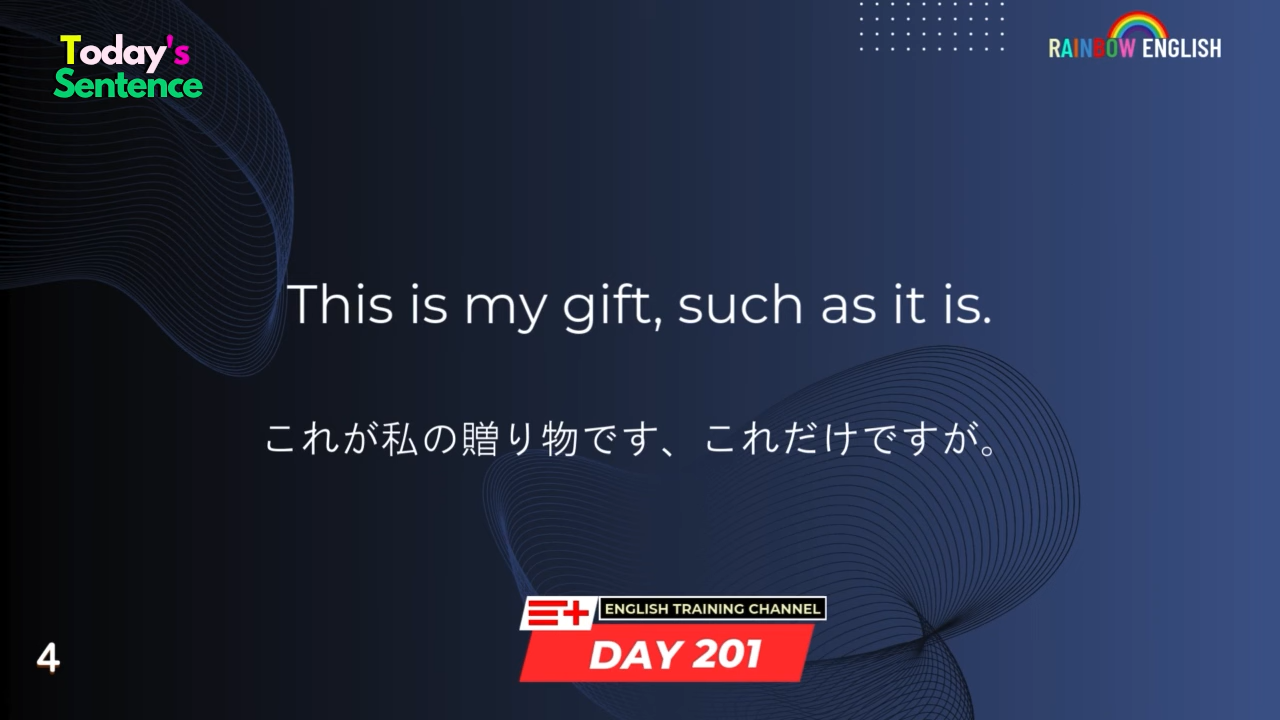 Today's
Sentence
RAINBOW ENGLISH
This is my gift, such as it is.
これが私の贈り物です、これだけですが。
ENGLISH TRAINING CHANNEL
DAY 201
4